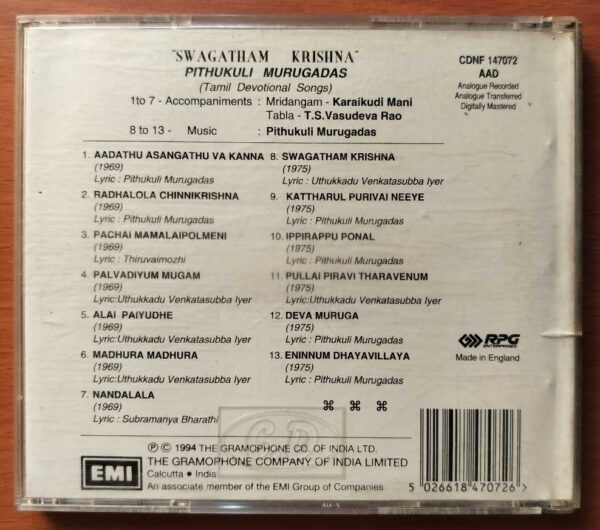 "SWAGATHAM KRISHNA"
PITHUKULI MURUGADAS
(Tamil Devotional Songs)
1to 7 - Accompaniments : Mridangam - Karaikudi Mani
Tabla - T.S.Vasudeva Rao
8 to 13 - Music : Pithukuli Murugadas
CDNF 147072
AAD
Analogue Recorded
Analogue Transferred
Digitally Mastered
1. AADATHU ASANGATHU VA KANNA
(1969)
Lyric : Pithukuli Murugadas
2. RADHALOLA CHINNIKRISHNA
(1969)
Lyric : Pithukuli Murugadas
3. PACHAI MAMALAIPOLMENI
(1969)
Lyric : Thiruvaimozhi
4. PALVADIYUM MUGAM
(1969)
Lyric:Uthukkadu Venkatasubba Iyer
5. ALAI PAIYUDHE
(1969)
Lyric:Uthukkadu Venkatasubba Iyer
6. MADHURA MADHURA
(1969)
Lyric:Uthukkadu Venkatasubba Iyer
7. NANDALALA
(1969)
Lyric : Subramanya Bharathi
8. SWAGATHAM KRISHNA
(1975)
Lyric : Uthukkadu Venkatasubba Iyer
9. KATTHARUL PURIVAI NEEYE
(1975)
Lyric : Pithukuli Murugadas
10. IPPIRAPPU PONAL
(1975)
Lyric : Pithukuli Murugadas
11. PULLAI PIRAVI THARAVENUM
(1975)
Lyric:Uthukkadu Venkatasubba Iyer
12. DEVA MURUGA
(1975)
Lyric : Pithukuli Murugadas
13. ENINNUM DHAYAVILLAYA
(1975)
Lyric : Pithukuli Murugadas
RPG
ENTERPRISES
Made in England
℗ © 1994 THE GRAMOPHONE CO. OF INDIA LTD.
EMI
THE GRAMOPHONE COMPANY OF INDIA LIMITED
Calcutta • India
An associate member of the EMI Group of Companies
5 026618 470726 >